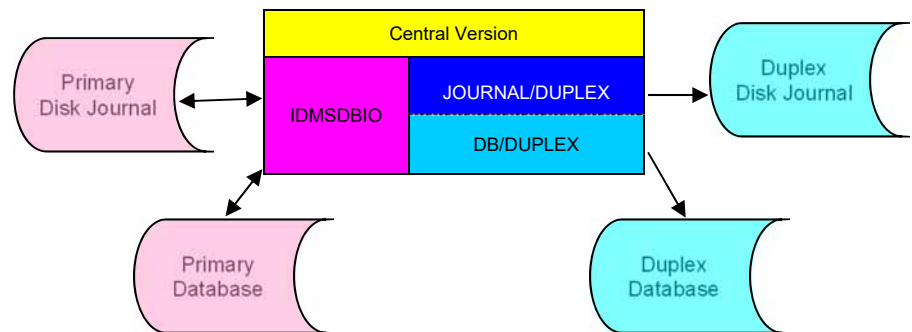 Central Version
Primary
Disk Journal
IDMSDBIO
JOURNAL/DUPLEX
DB/DUPLEX
Duplex
Disk Journal
Primary
Database
Duplex
Database